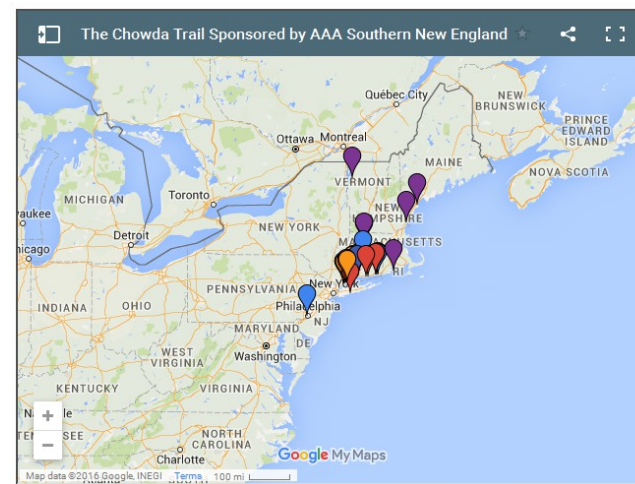 The Chowda Trail Sponsored by AAA Southern New England
Québec City
NEW
BRUNSWICK
PRINCE
EDWARD
ISLAND
Ottawa
Montreal
MAINE
NOVA SCOTIA
VERMONT
MICHIGAN
Toronto
NEW
HAMPSHIRE
NEW YORK
MASSACHUSETTS
Detroit
RI
PENNSYLVANIA
New York
INDIANA
OHIO
Philadelphia
MARYLAND
NJ
DE
WEST
VIRGINIA
Washington
KENTUCKY
VIRGINIA
+
−
NORTH
CAROLINA
Charlotte
Google My Maps
Map data ©2016 Google, INEGI
Terms
100 mi